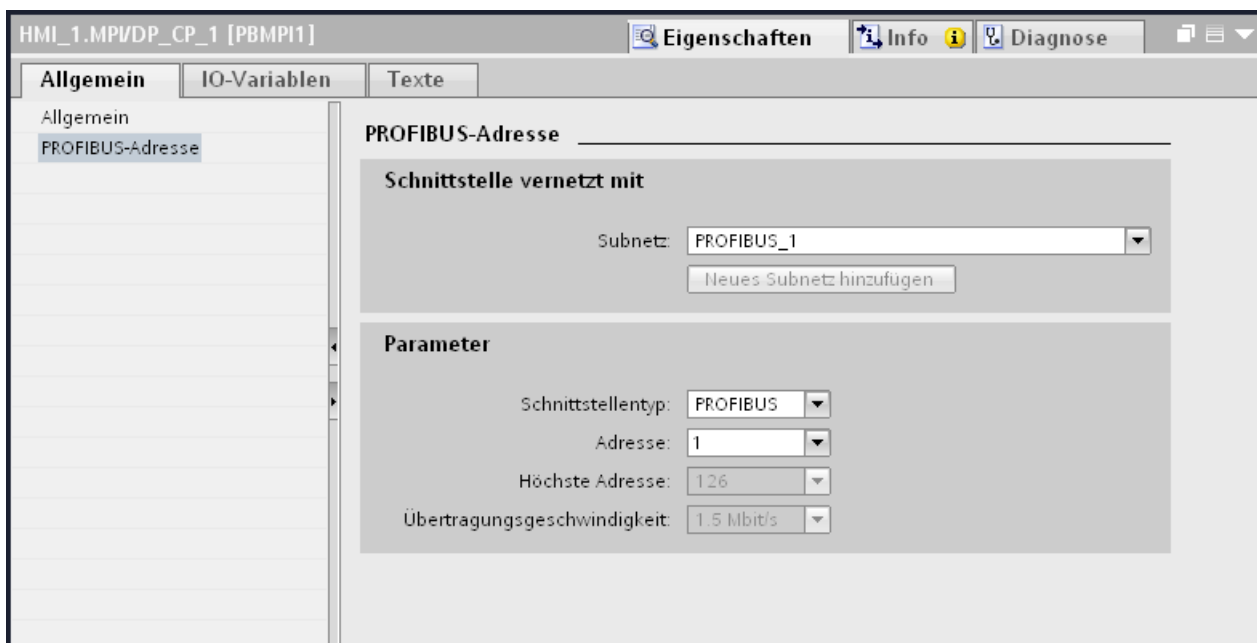 HMI_1.MPI/DP_CP_1 [PBMPI1]
Eigenschaften
Info
Diagnose
Allgemein
IO-Variablen
Texte
Allgemein
PROFIBUS-Adresse
PROFIBUS-Adresse
Schnittstelle vernetzt mit
Subnetz: PROFIBUS_1
Neues Subnetz hinzufügen
Parameter
Schnittstellentyp: PROFIBUS
Adresse: 1
Höchste Adresse: 126
Übertragungsgeschwindigkeit: 1.5 Mbit/s